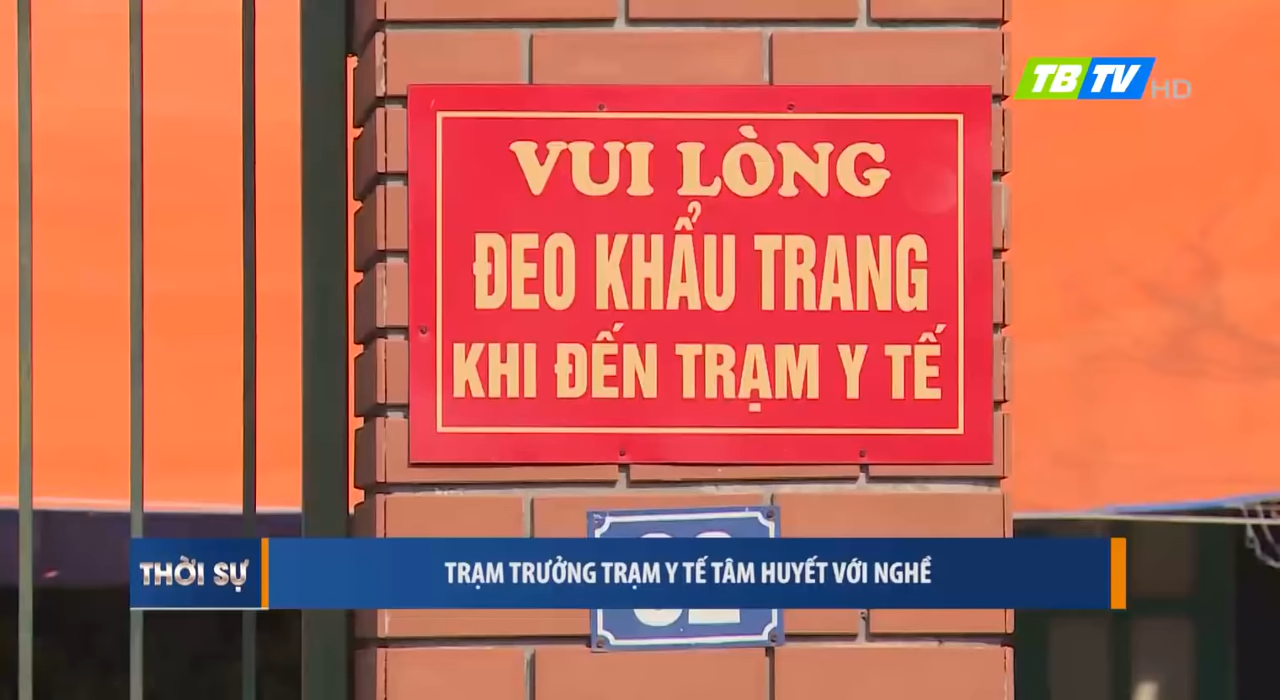 TBTV HD
VUI LÒNG
ĐEO KHẨU TRANG
KHI ĐẾN TRẠM Y TẾ
THỜI SỰ
TRẠM TRƯỞNG TRẠM Y TẾ TÂM HUYẾT VỚI NGHỀ